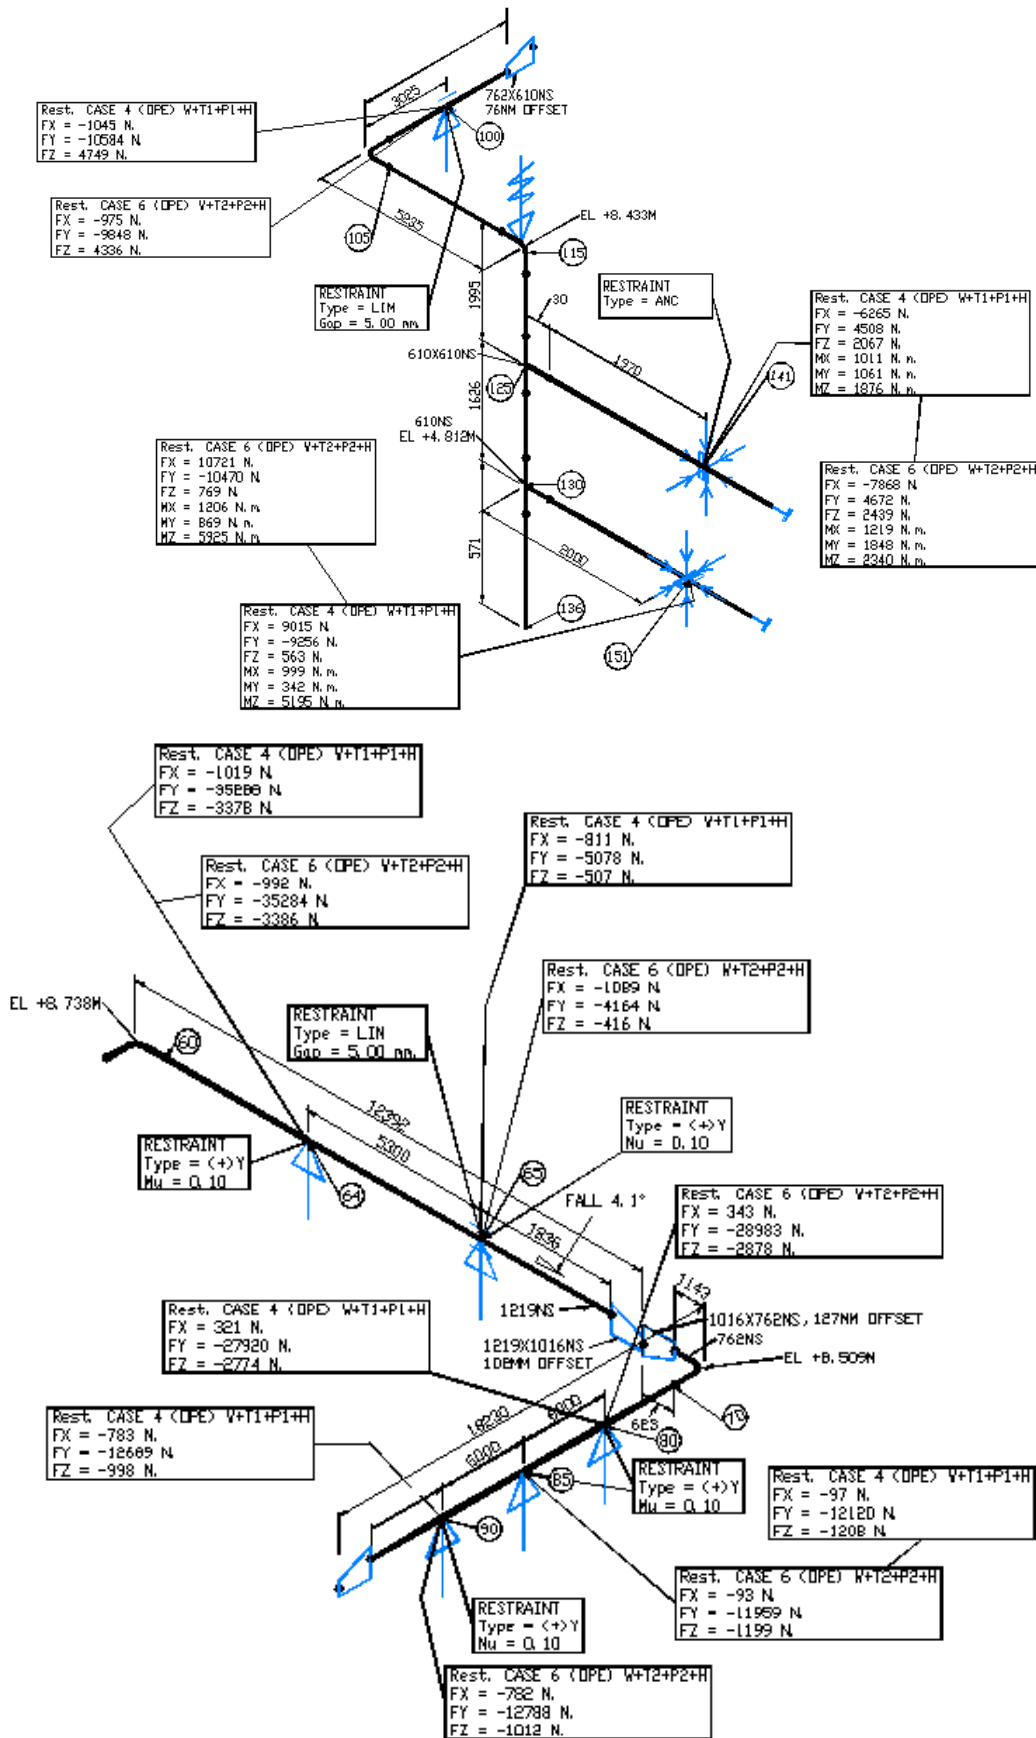 3025
762X610NS
76NM OFFSET
100
Rest. CASE 4 (OPE) W+T1+P1+H
FX = -1045 N.
FY = -10584 N.
FZ = 4749 N.
Rest. CASE 6 (OPE) W+T2+P2+H
FX = -975 N.
FY = -9848 N.
FZ = 4336 N.
105
5235
EL +8.433M
115
RESTRAINT
Type = LIM
Gap = 5.00 mm.
1995
30
RESTRAINT
Type = ANC
Rest. CASE 4 (OPE) W+T1+P1+H
FX = -6265 N.
FY = 4508 N.
FZ = 2067 N.
MX = 1011 N.m.
MY = 1061 N.m.
MZ = 1876 N.m.
610X610NS
1970
125
141
1626
610NS
EL +4.812M
Rest. CASE 6 (OPE) W+T2+P2+H
FX = 10721 N.
FY = -10470 N.
FZ = 769 N.
MX = 1206 N.m.
MY = 869 N.m.
MZ = 5925 N.m.
130
Rest. CASE 6 (OPE) W+T2+P2+H
FX = -7868 N.
FY = 4672 N.
FZ = 2439 N.
MX = 1219 N.m.
MY = 1848 N.m.
MZ = 2340 N.m.
571
2000
136
Rest. CASE 4 (OPE) W+T1+P1+H
FX = 9015 N.
FY = -9256 N.
FZ = 563 N.
MX = 999 N.m.
MY = 342 N.m.
MZ = 5195 N.m.
151
Rest. CASE 4 (OPE) W+T1+P1+H
FX = -1019 N.
FZ = -3378 N.
Rest. CASE 4 (OPE) W+T1+P1+H
FX = -811 N.
FY = -5078 N.
FZ = -507 N.
Rest. CASE 6 (OPE) W+T2+P2+H
FX = -992 N.
FY = -35284 N.
FZ = -3386 N.
Rest. CASE 6 (OPE) W+T2+P2+H
FX = -1089 N.
FY = -4164 N.
FZ = -416 N.
EL +8.738M
60
RESTRAINT
Type = LIN
Gap = 5.00 mm.
12392
5300
RESTRAINT
Type = (+)Y
Nu = 0.10
RESTRAINT
Type = (+)Y
Mu = 0.10
64
65
FALL 4.1°
1836
Rest. CASE 6 (OPE) W+T2+P2+H
FX = 343 N.
FY = -28983 N.
FZ = -2878 N.
1143
1219NS
1016X762NS, 127NM OFFSET
762NS
1219X1016NS
108MM OFFSET
EL +8.509M
Rest. CASE 4 (OPE) W+T1+P1+H
FX = 321 N.
FY = -27920 N.
FZ = -2774 N.
18230
6000
6000
623
70
80
Rest. CASE 4 (OPE) W+T1+P1+H
FX = -783 N.
FY = -12689 N.
FZ = -998 N.
85
RESTRAINT
Type = (+)Y
Mu = 0.10
Rest. CASE 4 (OPE) W+T1+P1+H
FX = -97 N.
FY = -12120 N.
FZ = -1208 N.
90
Rest. CASE 6 (OPE) W+T2+P2+H
FX = -93 N.
FY = -11959 N.
FZ = -1199 N.
RESTRAINT
Type = (+)Y
Nu = 0.10
Rest. CASE 6 (OPE) W+T2+P2+H
FX = -782 N.
FY = -12788 N.
FZ = -1012 N.